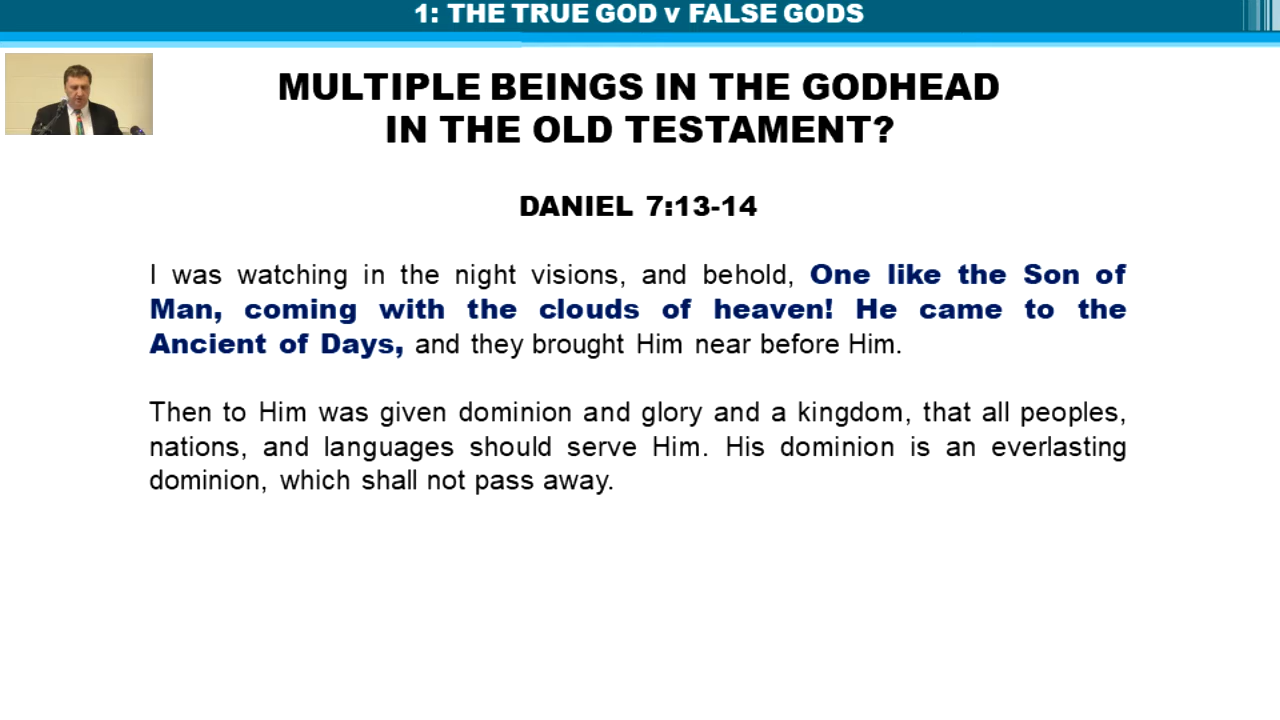 1: THE TRUE GOD v FALSE GODS
MULTIPLE BEINGS IN THE GODHEAD
IN THE OLD TESTAMENT?
DANIEL 7:13-14
I was watching in the night visions, and behold, One like the Son of
Man, coming with the clouds of heaven! He came to the
Ancient of Days, and they brought Him near before Him.
Then to Him was given dominion and glory and a kingdom, that all peoples,
nations, and languages should serve Him. His dominion is an everlasting
dominion, which shall not pass away.